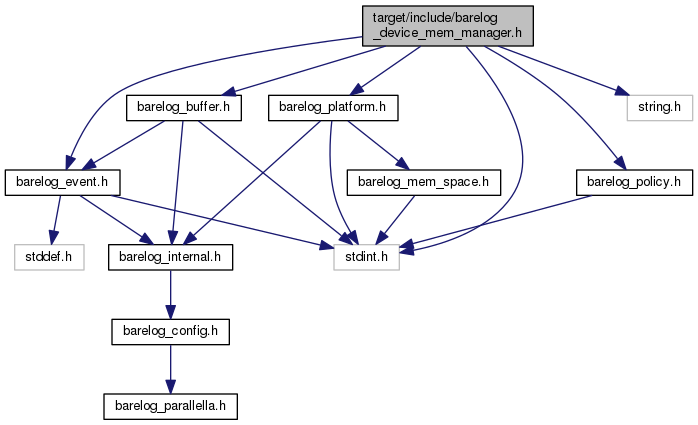 target/include/barelog
_device_mem_manager.h
barelog_buffer.h
barelog_platform.h
string.h
barelog_event.h
barelog_mem_space.h
barelog_policy.h
stddef.h
barelog_internal.h
stdint.h
barelog_config.h
barelog_parallella.h